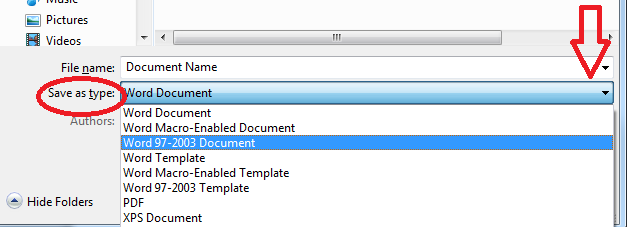 Music
Pictures
Videos
File name: Document Name
Save as type: Word Document
Word Document
Authors: Word Macro-Enabled Document
Word 97-2003 Document
Word Template
Word Macro-Enabled Template
Word 97-2003 Template
Hide Folders PDF
XPS Document